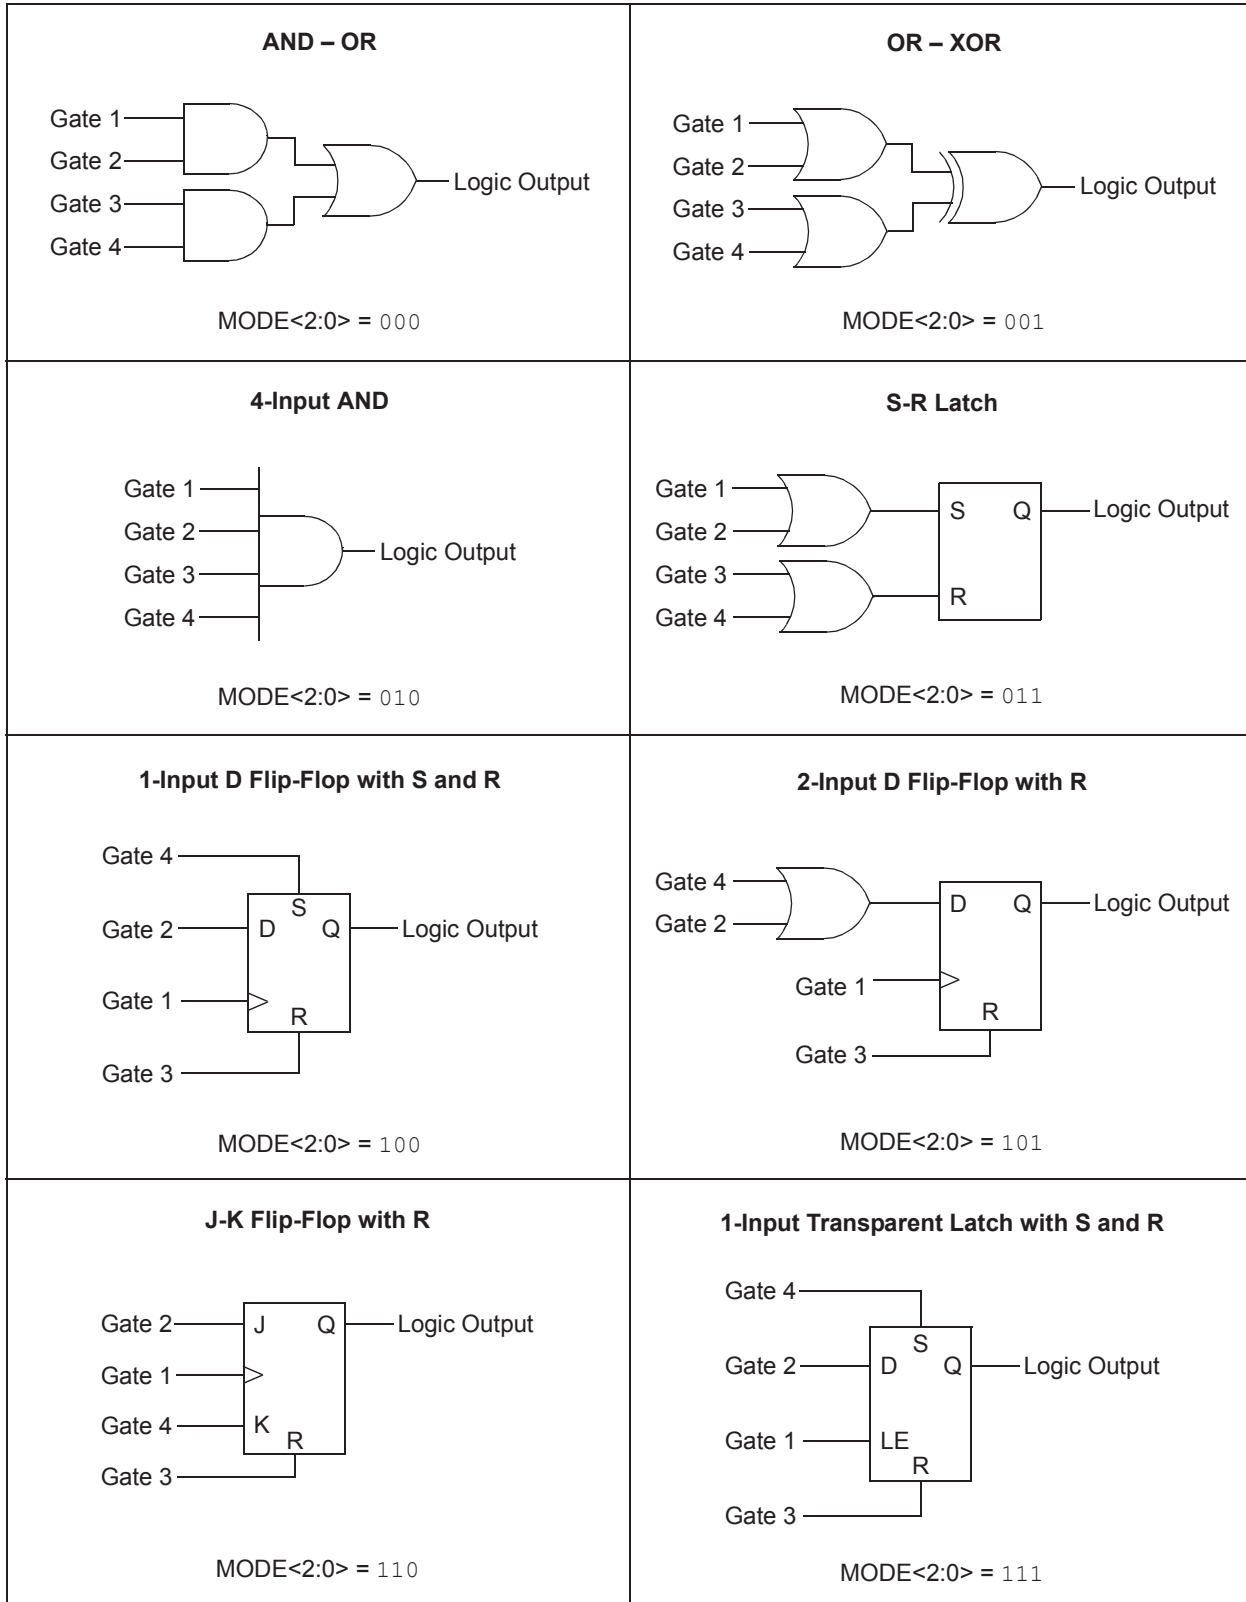 AND – OR
Gate 1
Gate 2
Gate 3
Gate 4
Logic Output
MODE<2:0> = 000
OR – XOR
Gate 1
Gate 2
Gate 3
Gate 4
Logic Output
MODE<2:0> = 001
4-Input AND
Gate 1
Gate 2
Gate 3
Gate 4
Logic Output
MODE<2:0> = 010
S-R Latch
Gate 1
Gate 2
Gate 3
Gate 4
S Q
R
Logic Output
MODE<2:0> = 011
1-Input D Flip-Flop with S and R
Gate 4
S
Gate 2 D Q Logic Output
Gate 1
R
Gate 3
MODE<2:0> = 100
2-Input D Flip-Flop with R
Gate 4
Gate 2
D Q Logic Output
Gate 1
R
Gate 3
MODE<2:0> = 101
J-K Flip-Flop with R
Gate 2 J Q Logic Output
Gate 1
Gate 4 K
R
Gate 3
MODE<2:0> = 110
1-Input Transparent Latch with S and R
Gate 4
S
Gate 2 D Q Logic Output
Gate 1 LE
R
Gate 3
MODE<2:0> = 111